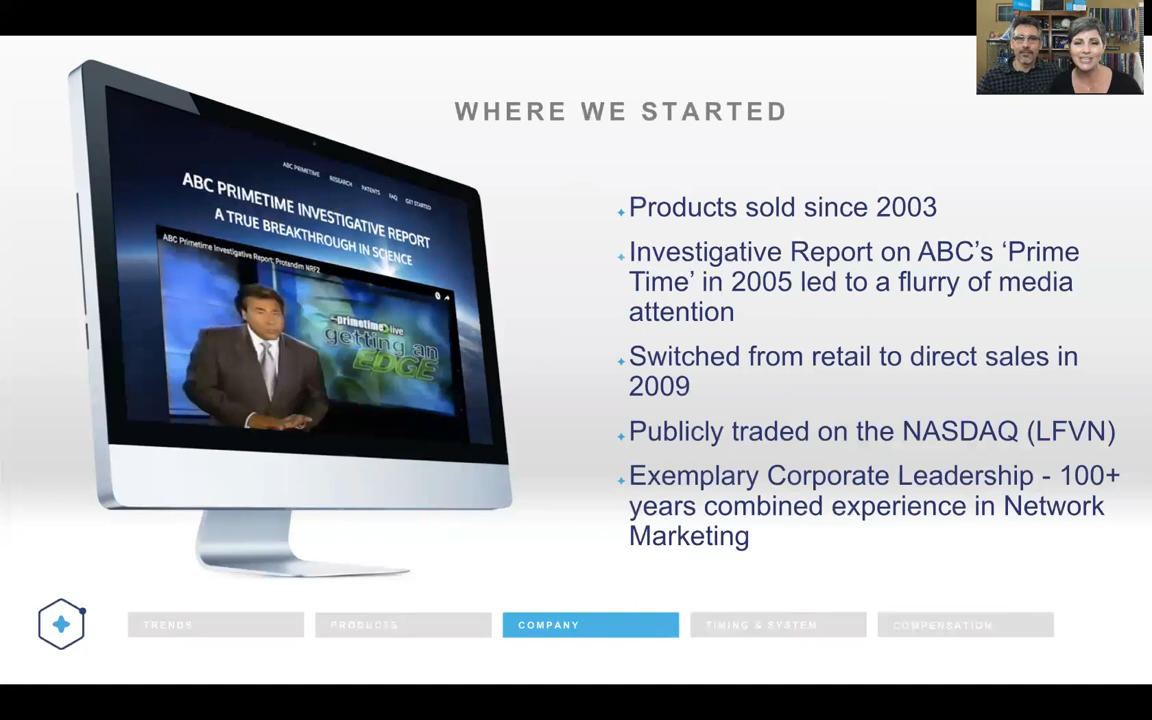 WHERE WE STARTED
ABC PRIMETIME
RESEARCH
PATENTS
FAQ
GET STARTED
ABC PRIMETIME INVESTIGATIVE REPORT
A TRUE BREAKTHROUGH IN SCIENCE
ABC Primetime Investigative Report: Protandim NRF2
primetime live
getting an
EDGE
Products sold since 2003
Investigative Report on ABC’s ‘Prime
Time’ in 2005 led to a flurry of media
attention
Switched from retail to direct sales in
2009
Publicly traded on the NASDAQ (LFVN)
Exemplary Corporate Leadership - 100+
years combined experience in Network
Marketing
TRENDS
PRODUCTS
COMPANY
TIMING & SYSTEM
COMPENSATION